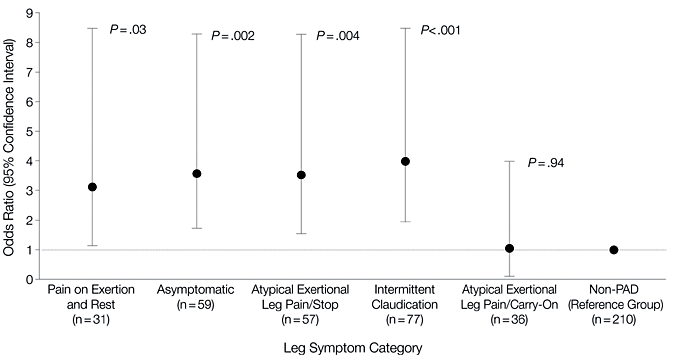 Odds Ratio (95% Confidence Interval)
9
8
7
6
5
4
3
2
1
0
P = .03
P = .002
P = .004
P< .001
P = .94
Pain on Exertion
and Rest
(n = 31)
Asymptomatic
(n = 59)
Atypical Exertional
Leg Pain/Stop
(n = 57)
Intermittent
Claudication
(n = 77)
Atypical Exertional
Leg Pain/Carry-On
(n = 36)
Non-PAD
(Reference Group)
(n = 210)
Leg Symptom Category